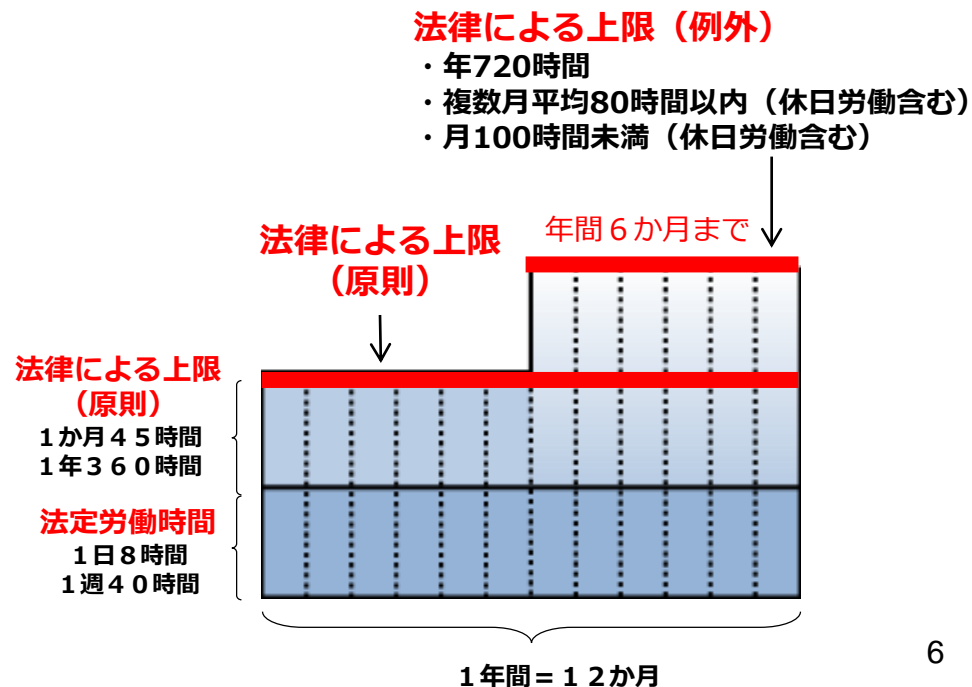 法律による上限（例外）
・年720時間
・複数月平均80時間以内（休日労働含む）
・月100時間未満（休日労働含む）
年間６か月まで
法律による上限
（原則）
法律による上限
（原則）
１か月４５時間
１年３６０時間
法定労働時間
１日８時間
１週４０時間
１年間＝１２か月
6